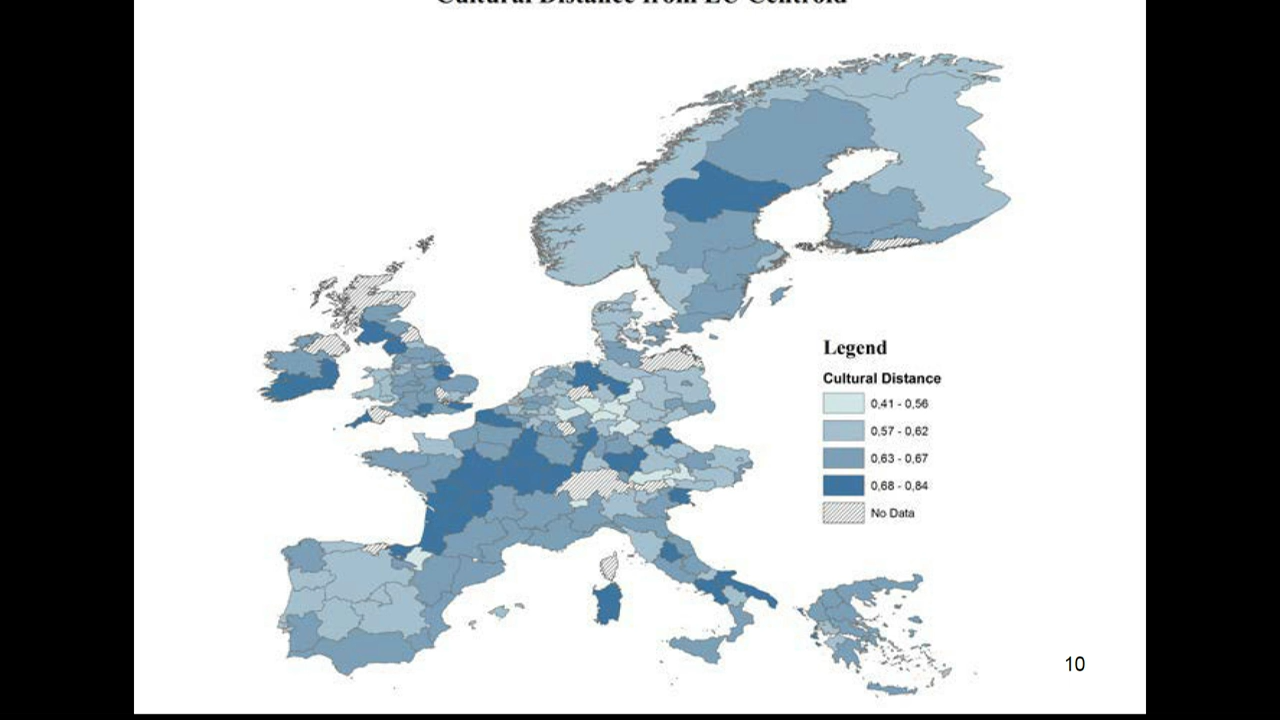 Cultural Distance from EU Centroid
Legend
Cultural Distance
0,41 - 0,56
0,57 - 0,62
0,63 - 0,67
0,68 - 0,84
No Data
10